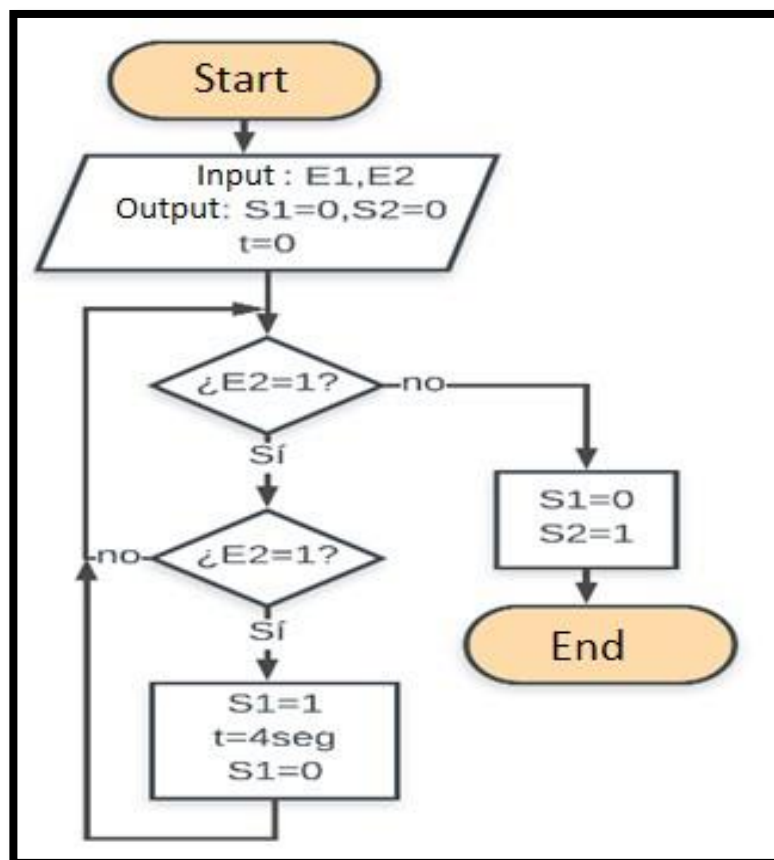 Start
Input : E1,E2
Output: S1=0,S2=0
t=0
¿E2=1?
no
Sí
S1=0
S2=1
¿E2=1?
no
Sí
End
S1=1
t=4seg
S1=0